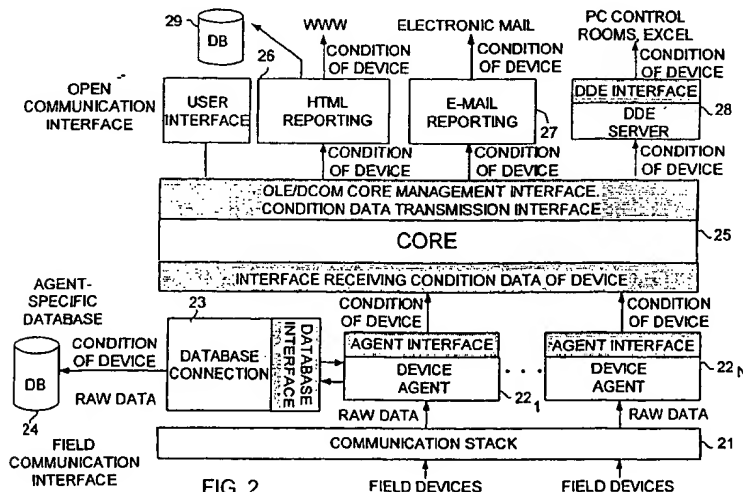 29
DB
WWW
ELECTRONIC MAIL
PC CONTROL
ROOMS, EXCEL
CONDITION
OF DEVICE
CONDITION
OF DEVICE
CONDITION
OF DEVICE
OPEN
COMMUNICATION
INTERFACE
26
USER
INTERFACE
HTML
REPORTING
E-MAIL
REPORTING
27
DDE INTERFACE
DDE
SERVER
28
CONDITION
OF DEVICE
CONDITION
OF DEVICE
CONDITION
OF DEVICE
OLE/DCOM CORE MANAGEMENT INTERFACE.
CONDITION DATA TRANSMISSION INTERFACE
CORE
25
INTERFACE RECEIVING CONDITION DATA OF DEVICE
AGENT-
SPECIFIC
DATABASE
23
CONDITION
OF DEVICE
CONDITION
OF DEVICE
DB
CONDITION
OF DEVICE
DATABASE
CONNECTION
DATABASE
INTERFACE
AGENT INTERFACE
DEVICE
AGENT
22 1
. . .
AGENT INTERFACE
DEVICE
AGENT
22 N
24
RAW DATA
RAW DATA
RAW DATA
FIELD
COMMUNICATION
INTERFACE
COMMUNICATION STACK
21
FIG. 2
FIELD DEVICES
FIELD DEVICES